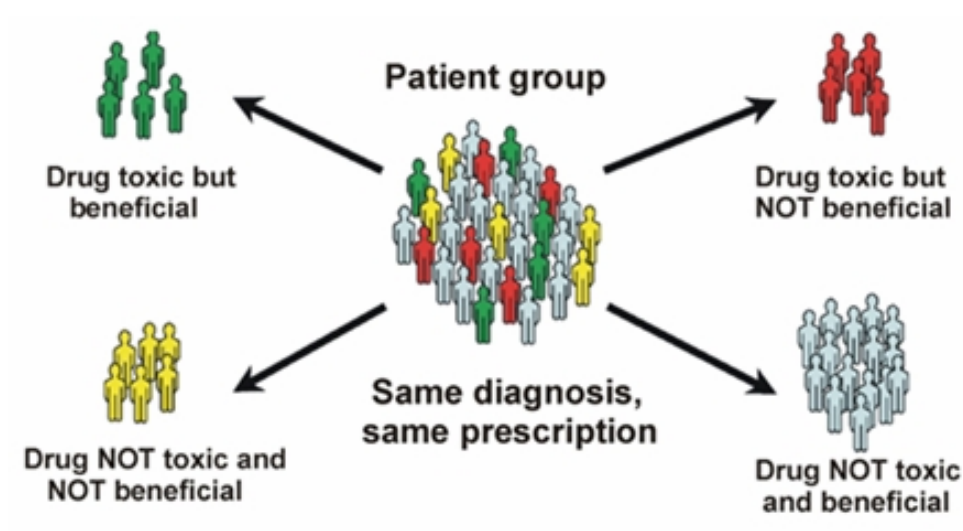 Patient group
Drug toxic but
beneficial
Drug toxic but
NOT beneficial
Same diagnosis,
same prescription
Drug NOT toxic and
NOT beneficial
Drug NOT toxic
and beneficial